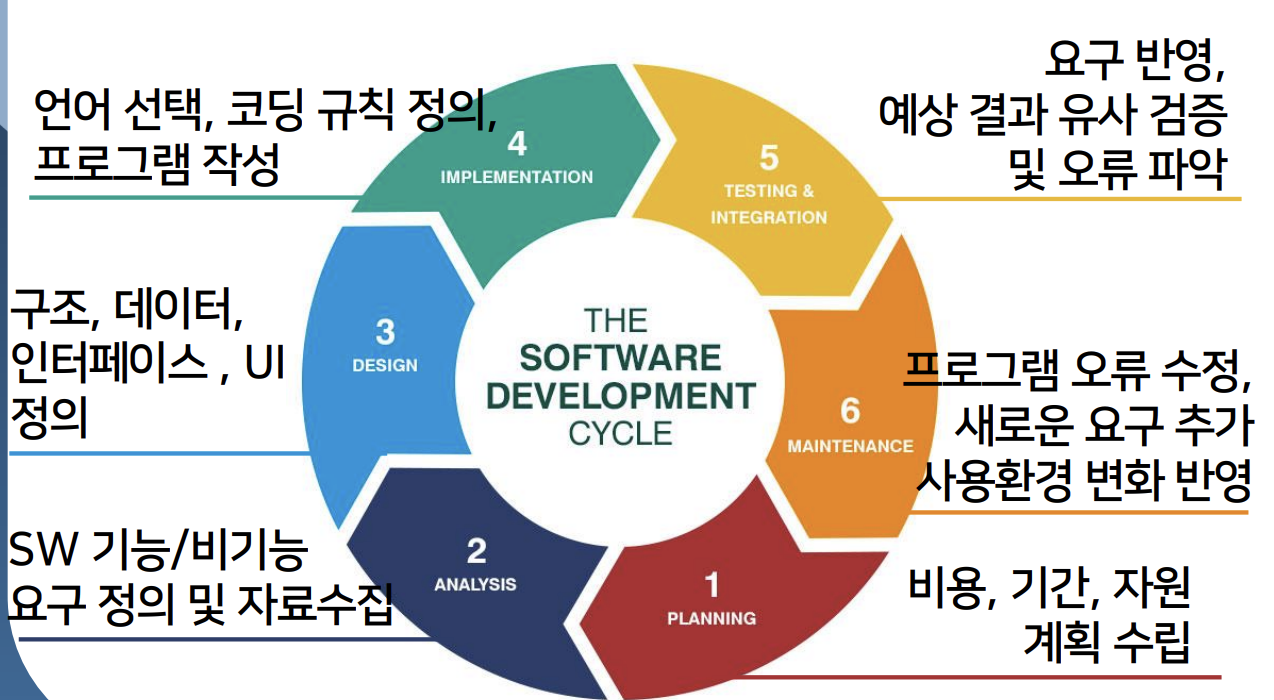 언어 선택, 코딩 규칙 정의,
프로그램 작성
4
IMPLEMENTATION
요구 반영,
예상 결과 유사 검증
및 오류 파악
5
TESTING &
INTEGRATION
구조, 데이터,
인터페이스 , UI
정의
3
DESIGN
THE
SOFTWARE
DEVELOPMENT
CYCLE
프로그램 오류 수정,
새로운 요구 추가
사용환경 변화 반영
6
MAINTENANCE
SW 기능/비기능
요구 정의 및 자료수집
2
ANALYSIS
1
PLANNING
비용, 기간, 자원
계획 수립